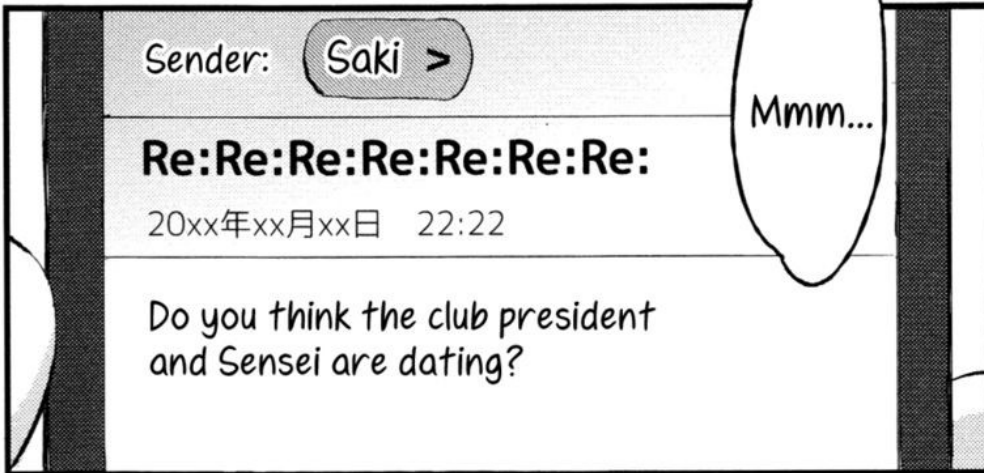 Sender: Saki >
Mmm...
Re:Re:Re:Re:Re:Re:Re:
20xx年xx月xx日 22:22
Do you think the club president
and Sensei are dating?